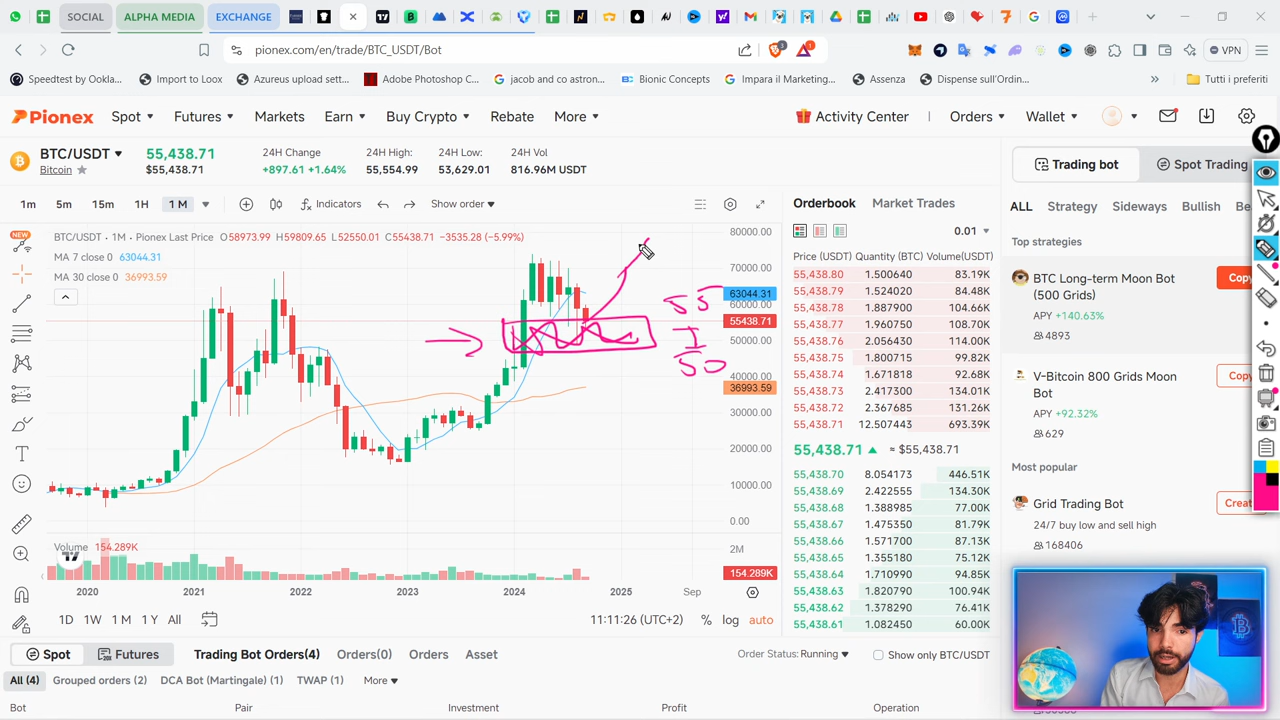 SOCIAL
ALPHA MEDIA
EXCHANGE
pionex.com/en/trade/BTC_USDT/Bot
VPN
Speedtest by Ookla...
Import to Loox
Azureus upload sett...
Adobe Photoshop C...
jacob and co astron...
Bionic Concepts
Impara il Marketing...
Assenza
Dispense sull'Ordin...
»
Tutti i preferiti
Pionex
Spot
Futures
Markets
Earn
Buy Crypto
Rebate
More
Activity Center
Orders
Wallet
BTC/USDT
Bitcoin
55,438.71
$55,438.71
24H Change
+897.61 +1.64%
24H High:
55,554.99
24H Low:
53,629.01
24H Vol
816.96M USDT
1m
5m
15m
1H
1 M
Indicators
Show order
NEW
BTC/USDT · 1M · Pionex Last Price O58973.99 H59809.65 L52550.01 C55438.71 −3535.28 (−5.99%)
MA 7 close 0 63044.31
MA 30 close 0 36993.59
80000.00
70000.00
63044.31
60000.00
55438.71
50000.00
40000.00
36993.59
30000.00
20000.00
10000.00
0.00
2M
154.289K
55
50
Volume 154.289K
2020
2021
2022
2023
2024
2025
Sep
1D
1W
1 M
1 Y
All
11:11:26 (UTC+2)
%
log
auto
Orderbook
Market Trades
0.01
Price (USDT) Quantity (BTC) Volume(USDT)
55,438.80 1.500640 83.19K
55,438.79 1.524020 84.48K
55,438.78 1.887900 104.66K
55,438.77 1.960750 108.70K
55,438.76 2.056430 114.00K
55,438.75 1.800715 99.82K
55,438.74 1.671818 92.68K
55,438.73 2.417300 134.01K
55,438.72 2.367685 131.26K
55,438.71 12.507443 693.39K
55,438.71 ≈ $55,438.71
55,438.70 8.054173 446.51K
55,438.69 2.422555 134.30K
55,438.68 1.388985 77.00K
55,438.67 1.475350 81.79K
55,438.66 1.571700 87.13K
55,438.65 1.355180 75.12K
55,438.64 1.710990 94.85K
55,438.63 1.820790 100.94K
55,438.62 1.378290 76.41K
55,438.61 1.082450 60.00K
Trading bot
Spot Trading
ALL
Strategy
Sideways
Bullish
Be
Top strategies
BTC Long-term Moon Bot
(500 Grids)
Copy
APY +140.63%
4893
V-Bitcoin 800 Grids Moon
Bot
Copy
APY +92.32%
629
Most popular
Grid Trading Bot
Creat
24/7 buy low and sell high
168406
Spot
Futures
Trading Bot Orders(4)
Orders(0)
Orders
Asset
Order Status: Running
Show only BTC/USDT
All (4)
Grouped orders (2)
DCA Bot (Martingale) (1)
TWAP (1)
More
Bot
Pair
Investment
Profit
Operation